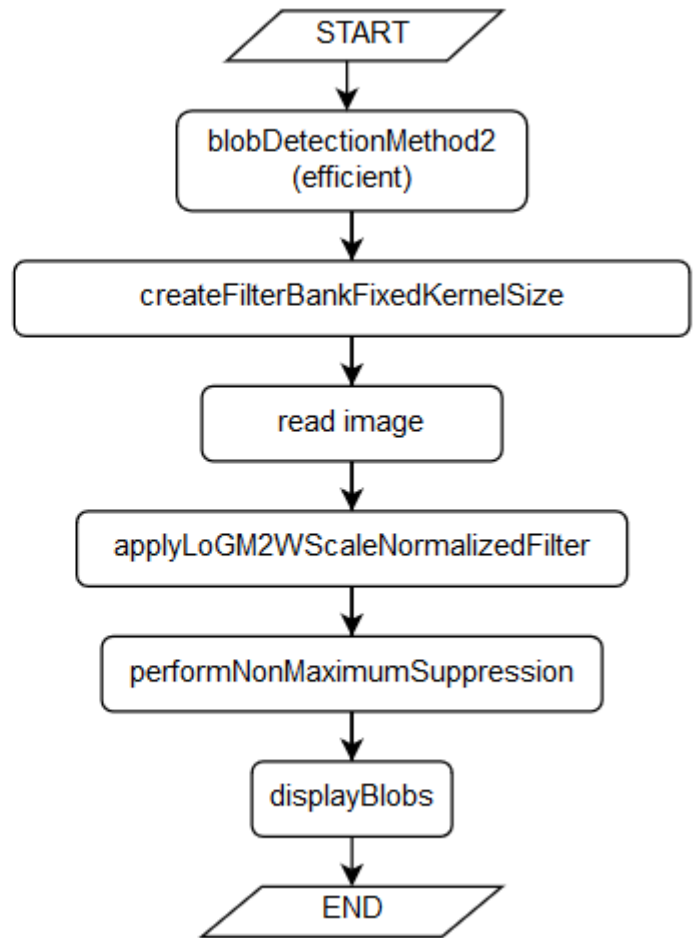 START
blobDetectionMethod2
(efficient)
createFilterBankFixedKernelSize
read image
applyLoGM2WScaleNormalizedFilter
performNonMaximumSuppression
displayBlobs
END